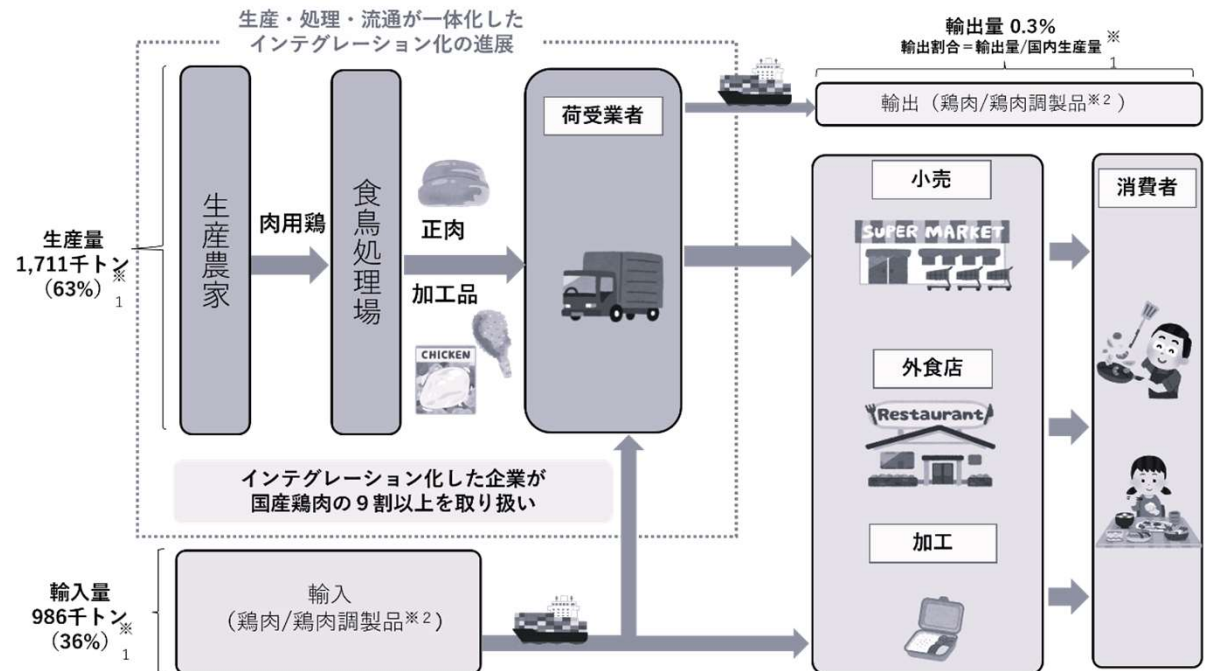 生産・処理・流通が一体化した
インテグレーション化の進展
輸出量 0.3%
輸出割合=輸出量/国内生産量※1
輸出（鶏肉/鶏肉調製品※2）
生産量
1,711千トン
（63%）※1
生産農家
肉用鶏
食鳥処理場
正肉
加工品
CHICKEN
荷受業者
小売
SUPER MARKET
外食店
Restaurant
加工
消費者
インテグレーション化した企業が
国産鶏肉の９割以上を取り扱い
輸入量
986千トン
（36%）※1
輸入
（鶏肉/鶏肉調製品※2）